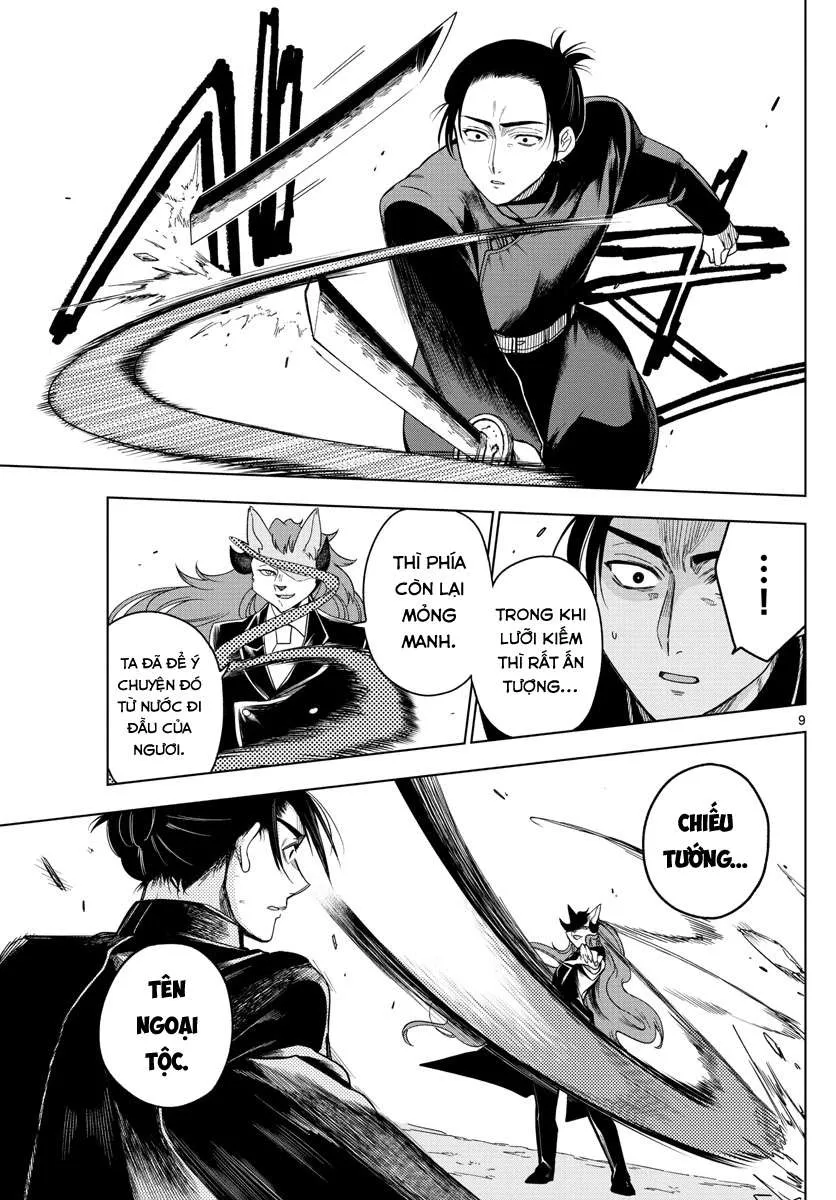 ...!
TRONG KHI
LƯỠI KIẾM
THÌ RẤT ẤN
TƯỢNG...
THÌ PHÍA
CÒN LẠI
MỎNG
MANH.
TA ĐÃ ĐỂ Ý
CHUYỆN ĐÓ
TỪ NƯỚC ĐI
ĐẦU CỦA
NGƯƠI.
9
CHIẾU
TƯỚNG...
TÊN
NGOẠI
TỘC.